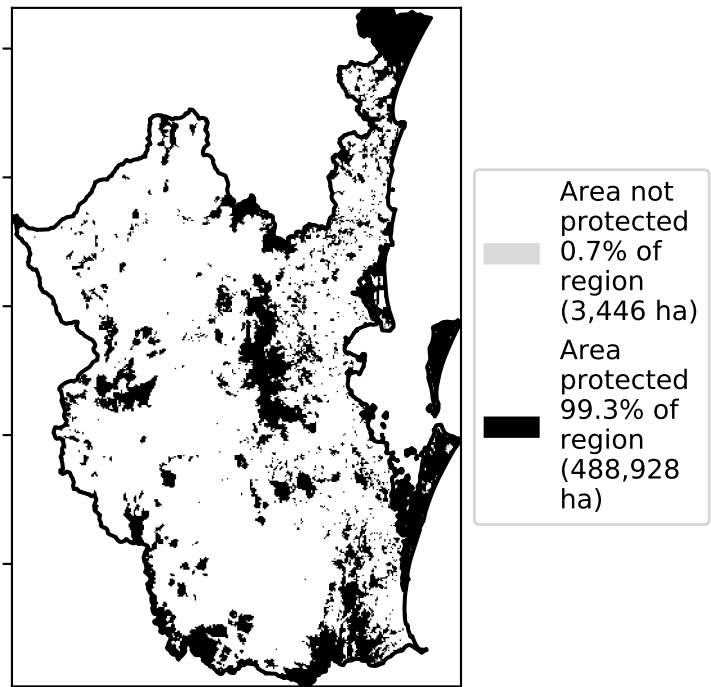 Area not
protected
0.7% of
region
(3,446 ha)
Area
protected
99.3% of
region
(488,928
ha)